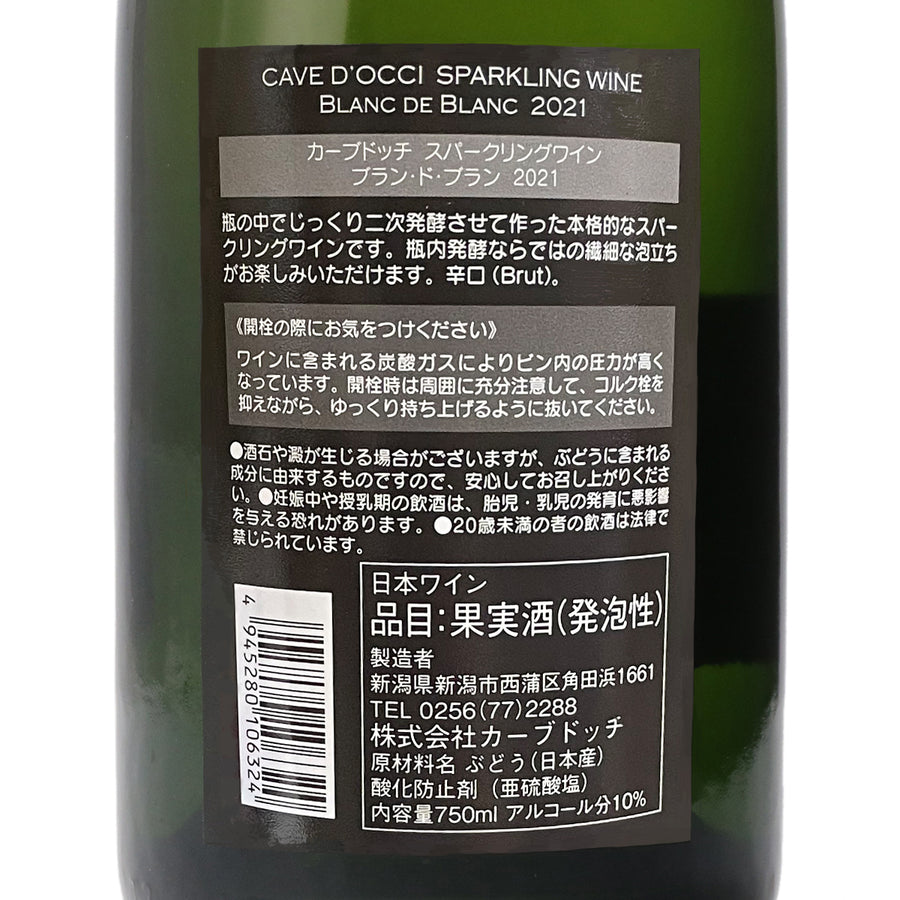 CAVE D'OCCI SPARKLING WINE
BLANC DE BLANC 2021
カーブドッチ スパークリングワイン
ブラン・ド・ブラン 2021
瓶の中でじっくり二次発酵させて作った本格的なスパー
クリングワインです。瓶内発酵ならではの繊細な泡立ち
がお楽しみいただけます。辛口(Brut)。
《開栓の際にお気をつけください》
ワインに含まれる炭酸ガスによりビン内の圧力が高く
なっています。開栓時は周囲に充分注意して、コルク栓を
抑えながら、ゆっくり持ち上げるように抜いてください。
●酒石や澱が生じる場合がございますが、ぶどうに含まれる
成分に由来するものですので、安心してお召し上がりくださ
い。●妊娠中や授乳期の飲酒は、胎児・乳児の発育に悪影響
を与える恐れがあります。●20歳未満の者の飲酒は法律で
禁じられています。
日本ワイン
品目:果実酒(発泡性)
製造者
新潟県新潟市西蒲区角田浜1661
TEL 0256(77)2288
株式会社カーブドッチ
原材料名 ぶどう(日本産)
酸化防止剤(亜硫酸塩)
内容量750ml アルコール分10%
4 945280 106324